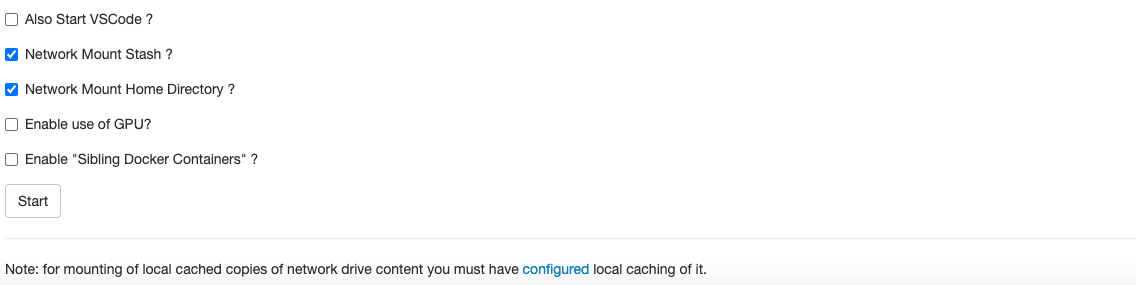 Also Start VSCode ?
Network Mount Stash ?
Network Mount Home Directory ?
Enable use of GPU?
Enable "Sibling Docker Containers" ?
Start
Note: for mounting of local cached copies of network drive content you must have configured local caching of it.